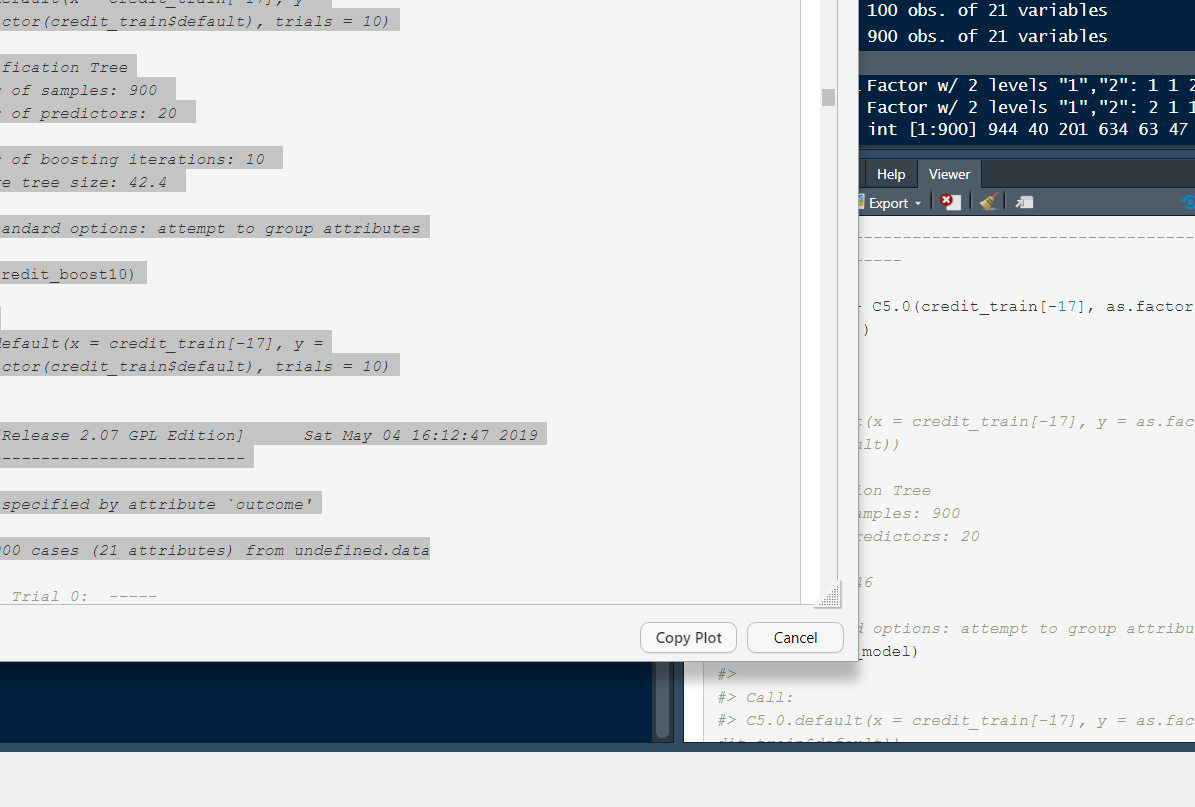 ctor(credit_train$default), trials = 10)
fication Tree
of samples: 900
of predictors: 20
of boosting iterations: 10
e tree size: 42.4
andard options: attempt to group attributes
redit_boost10)
efault(x = credit_train[-17], y =
ctor(credit_train$default), trials = 10)
Release 2.07 GPL Edition] Sat May 04 16:12:47 2019
-------------------------
specified by attribute `outcome'
00 cases (21 attributes) from undefined.data
Trial 0: -----
Copy Plot
Cancel
100 obs. of 21 variables
900 obs. of 21 variables
Factor w/ 2 levels "1","2": 1 1 2
Factor w/ 2 levels "1","2": 2 1 1
int [1:900] 944 40 201 634 63 47
Help
Viewer
Export
-----------------------------------
-----
C5.0(credit_train[-17], as.factor
)
t(x = credit_train[-17], y = as.fac
lt))
ion Tree
mples: 900
redictors: 20
46
d options: attempt to group attribu
_model)
#>
#> Call:
#> C5.0.default(x = credit_train[-17], y = as.fac